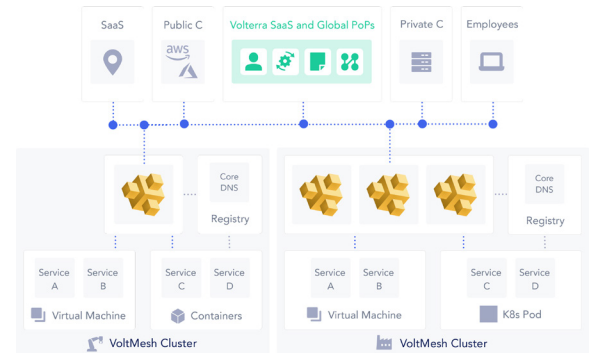 SaaS
Public C
Volterra SaaS and Global PoPs
Private C
Employees
aws
Core
DNS
Registry
Core
DNS
Registry
Service
A
Service
B
Virtual Machine
Service
C
Service
D
Containers
Service
A
Service
B
Virtual Machine
Service
C
Service
D
K8s Pod
VoltMesh Cluster
VoltMesh Cluster